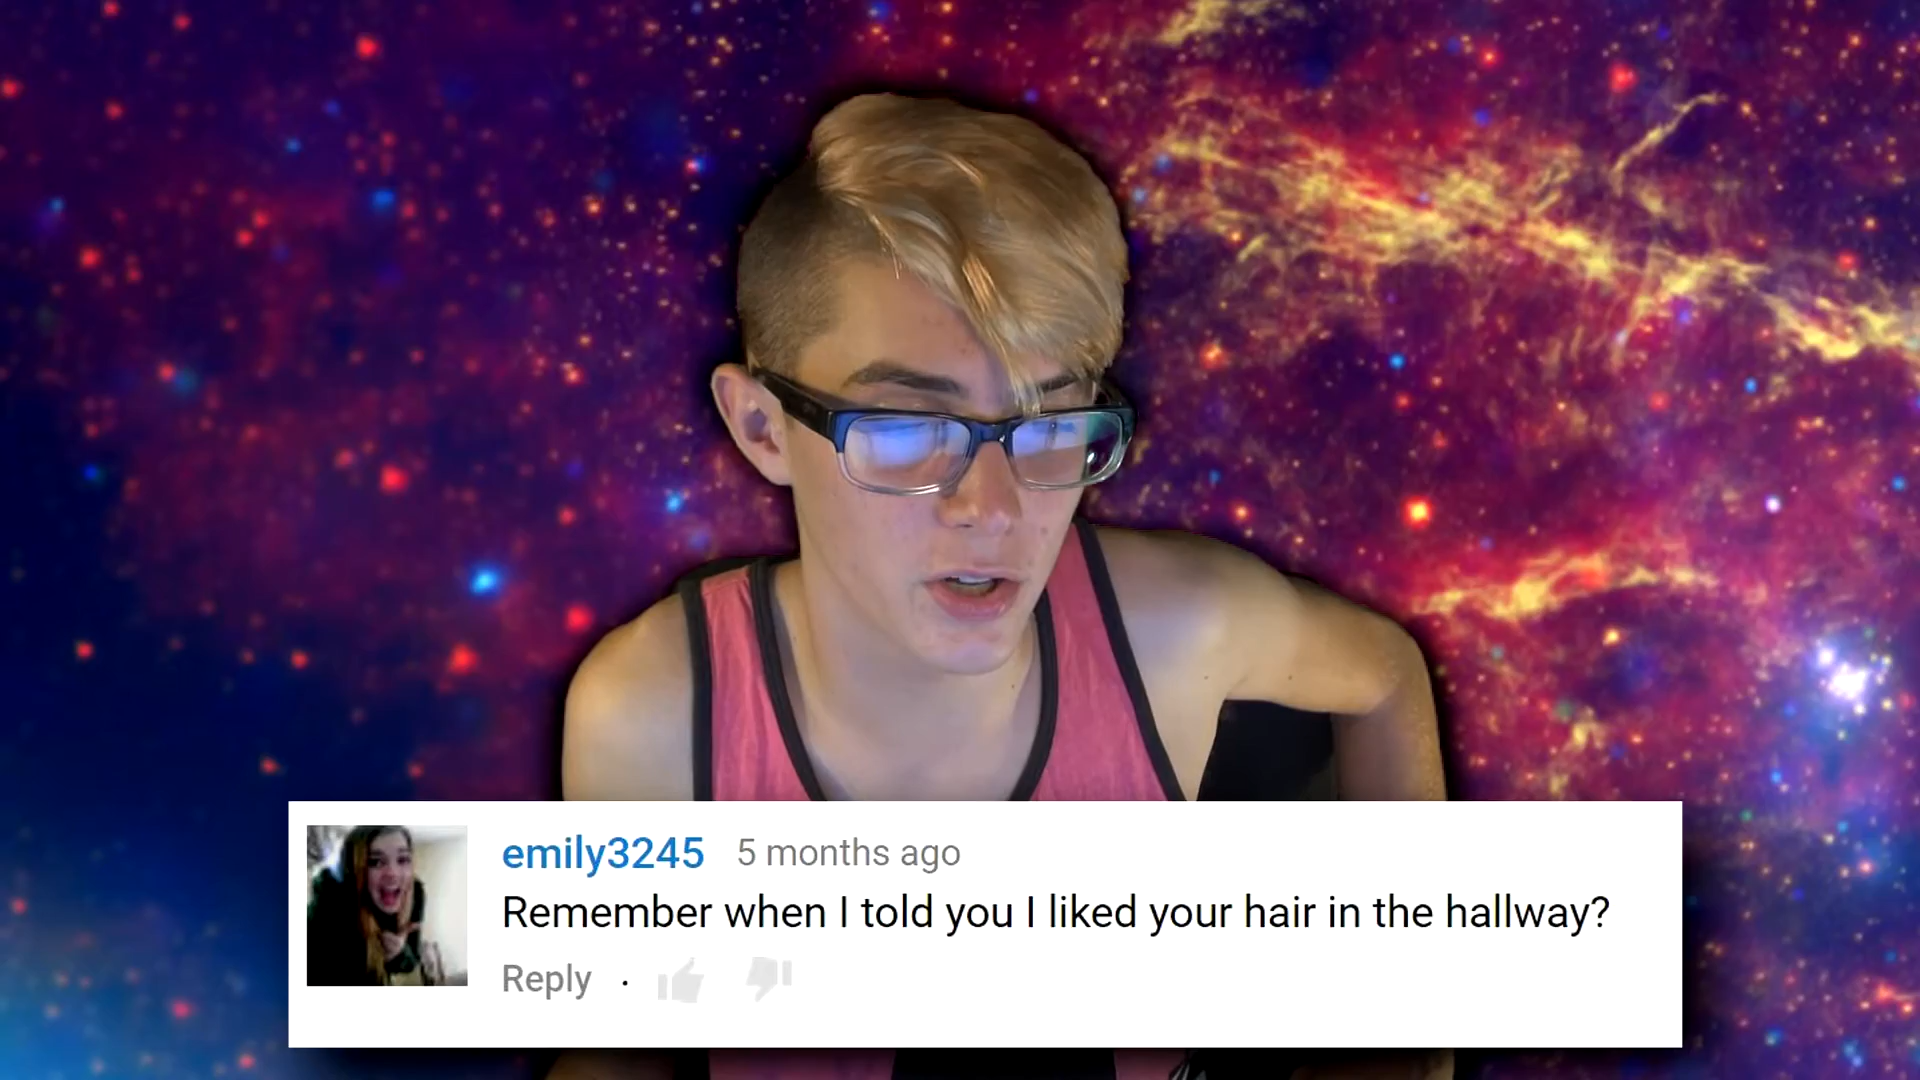 emily3245 5 months ago
Remember when I told you I liked your hair in the hallway?
Reply ·